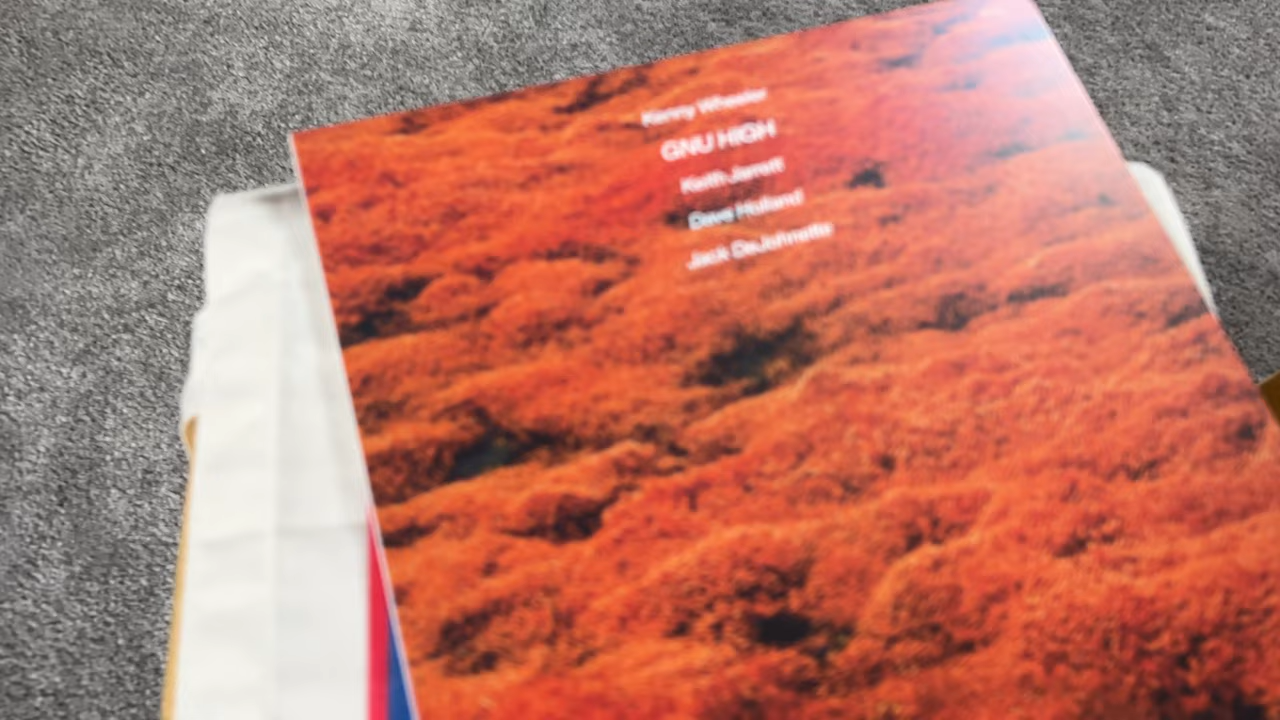 Kenny Wheeler
GNU HIGH
Keith Jarrett
Dave Holland
Jack DeJohnette